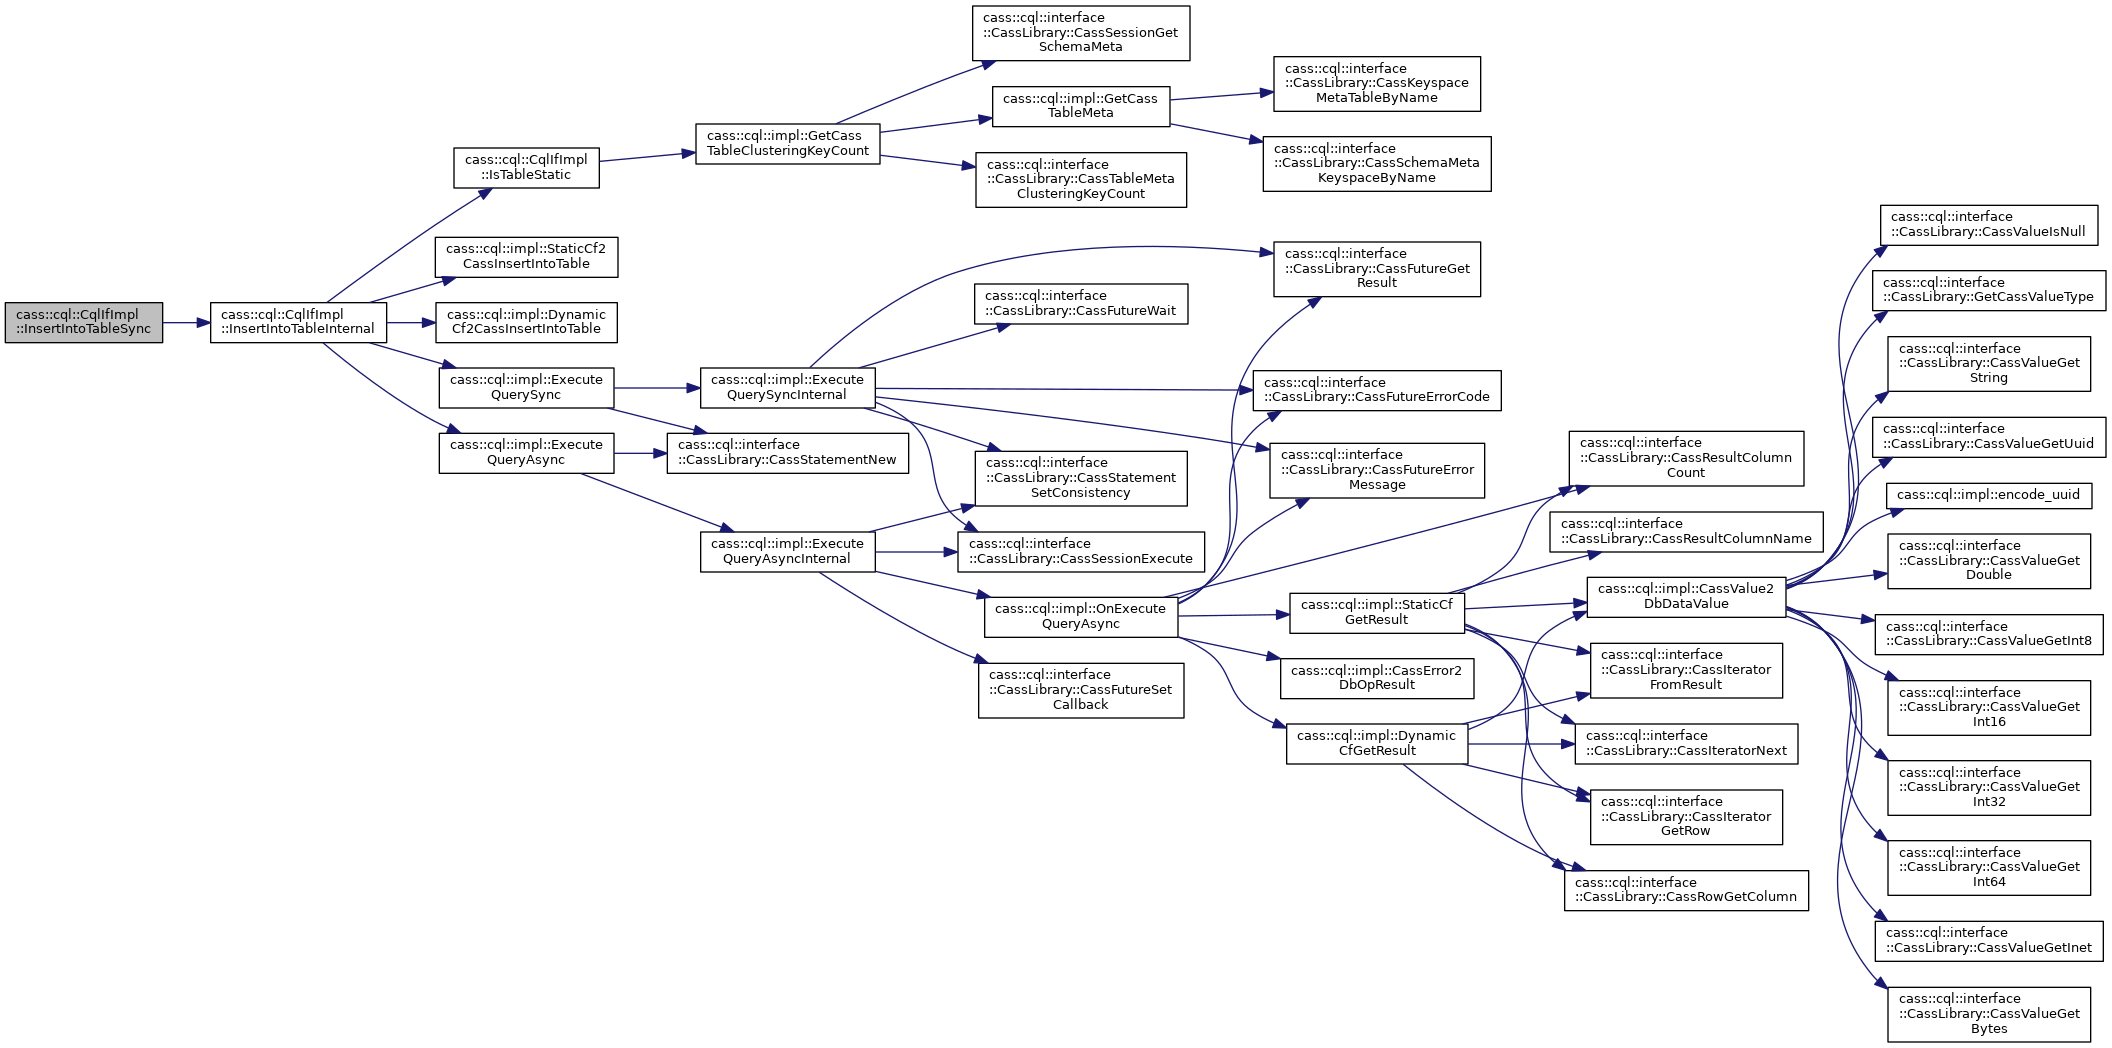 cass::cql::CqlIfImpl
::InsertIntoTableSync
cass::cql::CqlIfImpl
::InsertIntoTableInternal
cass::cql::CqlIfImpl
::IsTableStatic
cass::cql::impl::StaticCf2
CassInsertIntoTable
cass::cql::impl::Dynamic
Cf2CassInsertIntoTable
cass::cql::impl::Execute
QuerySync
cass::cql::impl::Execute
QueryAsync
cass::cql::impl::GetCass
TableClusteringKeyCount
cass::cql::impl::Execute
QuerySyncInternal
cass::cql::interface
::CassLibrary::CassStatementNew
cass::cql::impl::Execute
QueryAsyncInternal
cass::cql::interface
::CassLibrary::CassSessionGet
SchemaMeta
cass::cql::impl::GetCass
TableMeta
cass::cql::interface
::CassLibrary::CassTableMeta
ClusteringKeyCount
cass::cql::interface
::CassLibrary::CassFutureWait
cass::cql::interface
::CassLibrary::CassStatement
SetConsistency
cass::cql::interface
::CassLibrary::CassSessionExecute
cass::cql::impl::OnExecute
QueryAsync
cass::cql::interface
::CassLibrary::CassFutureSet
Callback
cass::cql::interface
::CassLibrary::CassKeyspace
MetaTableByName
cass::cql::interface
::CassLibrary::CassSchemaMeta
KeyspaceByName
cass::cql::interface
::CassLibrary::CassFutureGet
Result
cass::cql::interface
::CassLibrary::CassFutureErrorCode
cass::cql::interface
::CassLibrary::CassFutureError
Message
cass::cql::impl::StaticCf
GetResult
cass::cql::impl::CassError2
DbOpResult
cass::cql::impl::Dynamic
CfGetResult
cass::cql::interface
::CassLibrary::CassResultColumn
Count
cass::cql::interface
::CassLibrary::CassResultColumnName
cass::cql::impl::CassValue2
DbDataValue
cass::cql::interface
::CassLibrary::CassIterator
FromResult
cass::cql::interface
::CassLibrary::CassIteratorNext
cass::cql::interface
::CassLibrary::CassIterator
GetRow
cass::cql::interface
::CassLibrary::CassRowGetColumn
cass::cql::interface
::CassLibrary::CassValueIsNull
cass::cql::interface
::CassLibrary::GetCassValueType
cass::cql::interface
::CassLibrary::CassValueGet
String
cass::cql::interface
::CassLibrary::CassValueGetUuid
cass::cql::impl::encode_uuid
cass::cql::interface
::CassLibrary::CassValueGet
Double
cass::cql::interface
::CassLibrary::CassValueGetInt8
cass::cql::interface
::CassLibrary::CassValueGet
Int16
cass::cql::interface
::CassLibrary::CassValueGet
Int32
cass::cql::interface
::CassLibrary::CassValueGet
Int64
cass::cql::interface
::CassLibrary::CassValueGetInet
cass::cql::interface
::CassLibrary::CassValueGet
Bytes